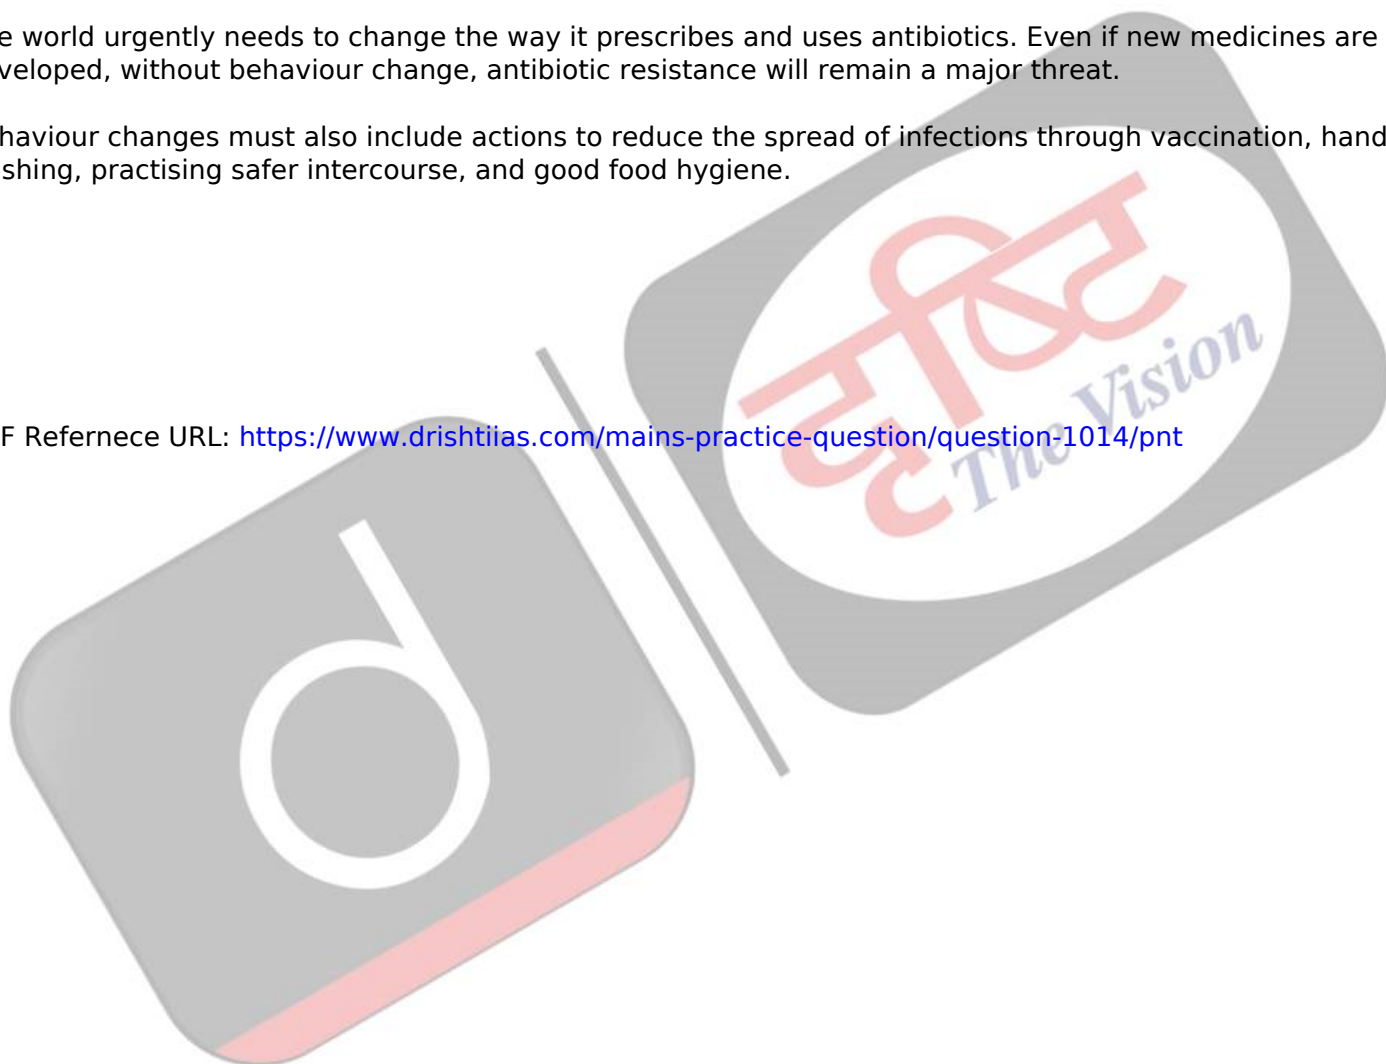 e world urgently needs to change the way it prescribes and uses antibiotics. Even if new medicines are
veloped, without behaviour change, antibiotic resistance will remain a major threat.
haviour changes must also include actions to reduce the spread of infections through vaccination, hand
shing, practising safer intercourse, and good food hygiene.
दृष्टि
The Vision
F Refernece URL: https://www.drishtiias.com/mains-practice-question/question-1014/pnt
d